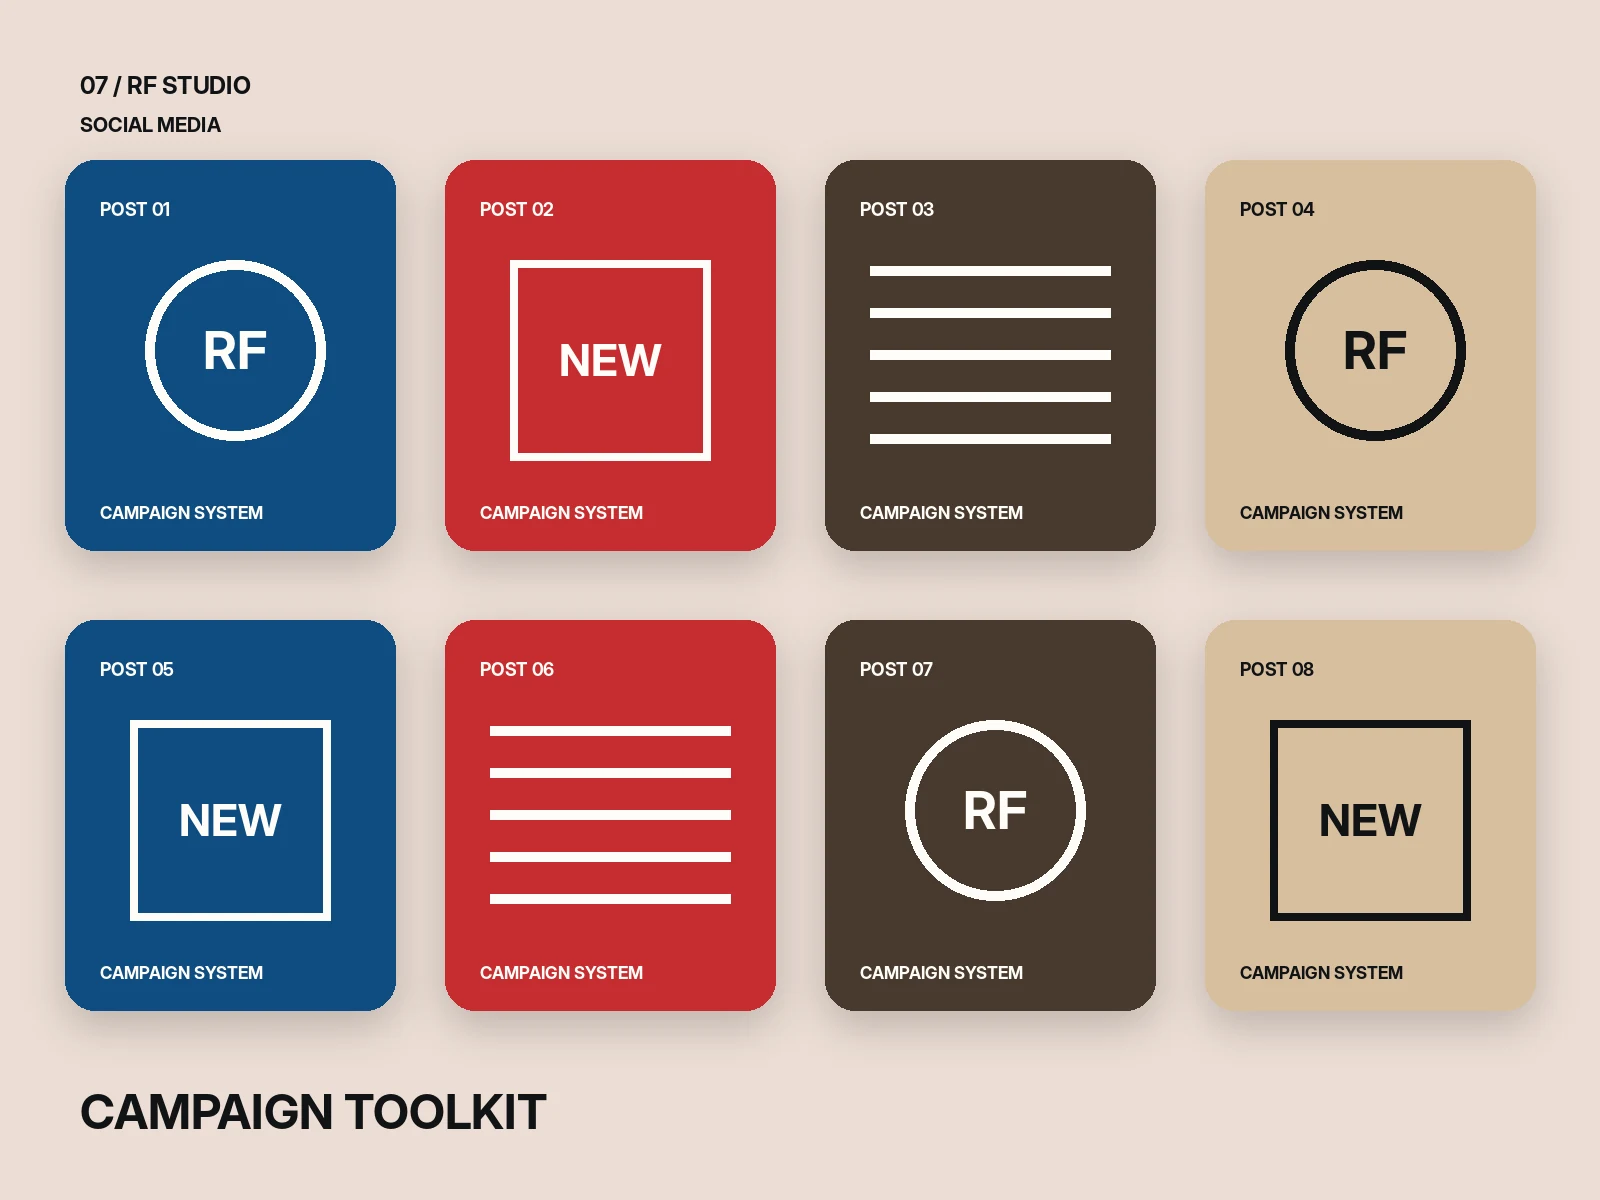 07 / RF STUDIO
SOCIAL MEDIA
POST 01
RF
CAMPAIGN SYSTEM
POST 02
NEW
CAMPAIGN SYSTEM
POST 03
CAMPAIGN SYSTEM
POST 04
RF
CAMPAIGN SYSTEM
POST 05
NEW
CAMPAIGN SYSTEM
POST 06
CAMPAIGN SYSTEM
POST 07
RF
CAMPAIGN SYSTEM
POST 08
NEW
CAMPAIGN SYSTEM
CAMPAIGN TOOLKIT